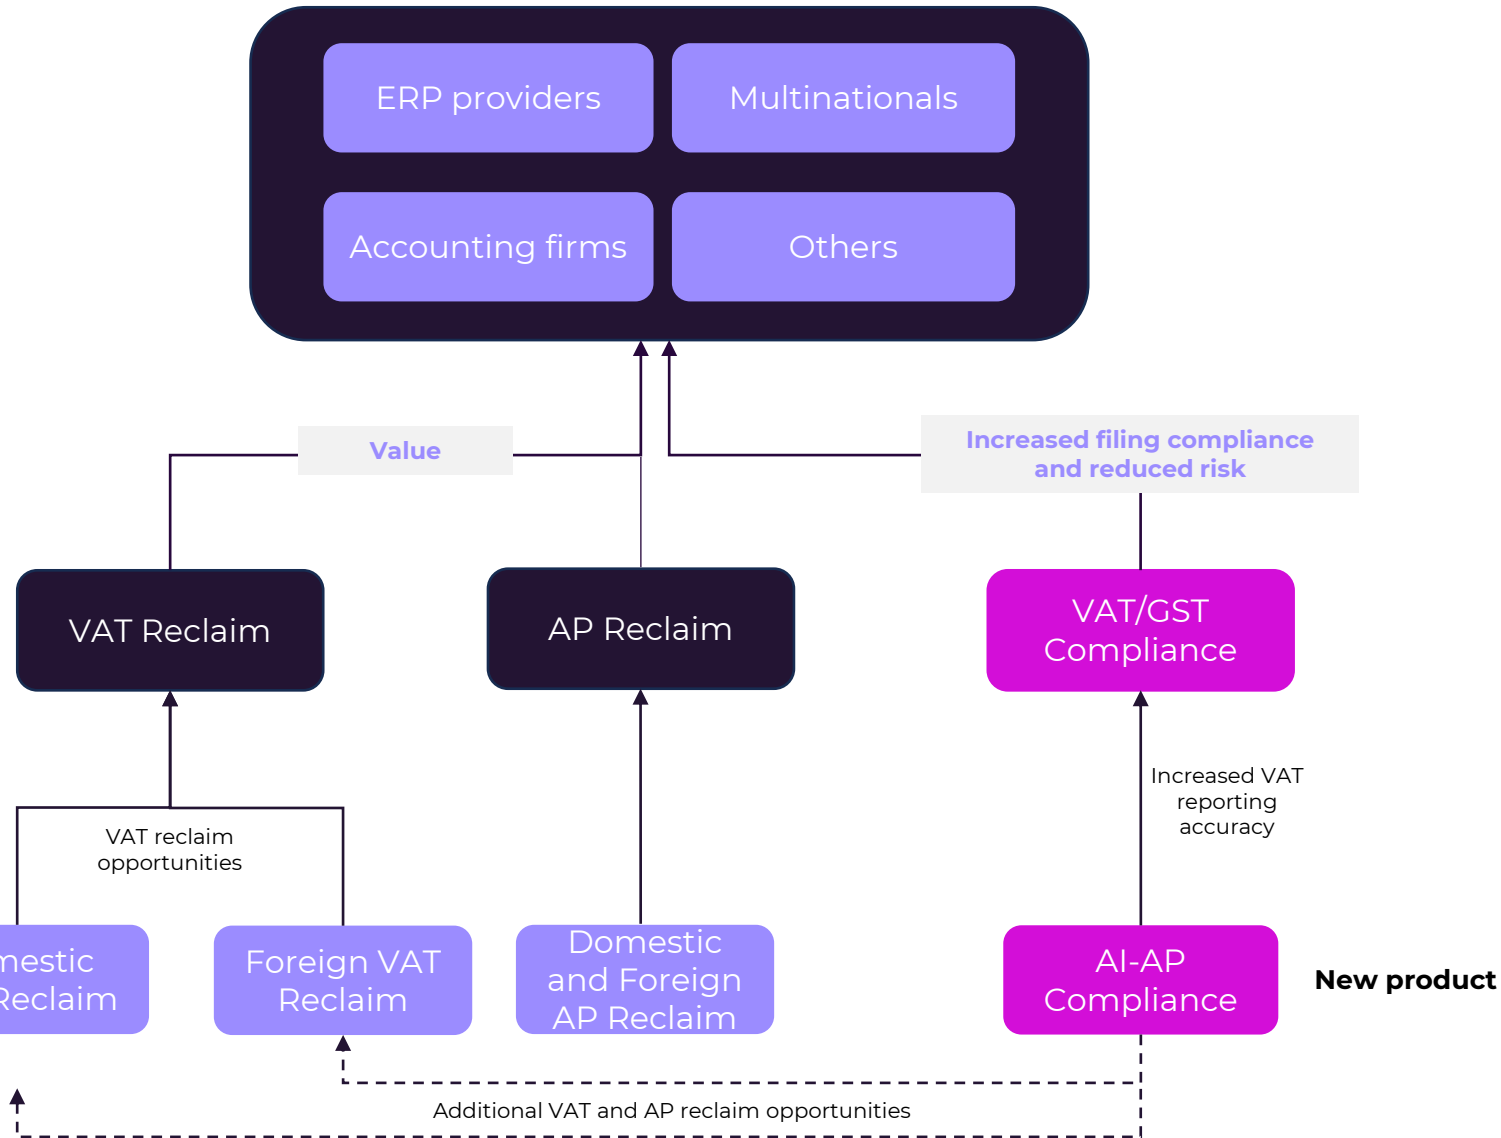 ERP providers
Multinationals
Accounting firms
Others
Value
Increased filing compliance
and reduced risk
VAT Reclaim
AP Reclaim
VAT/GST
Compliance
Increased VAT
reporting
accuracy
VAT reclaim
opportunities
mestic
Reclaim
Foreign VAT
Reclaim
Domestic
and Foreign
AP Reclaim
AI-AP
Compliance
New product
Additional VAT and AP reclaim opportunities